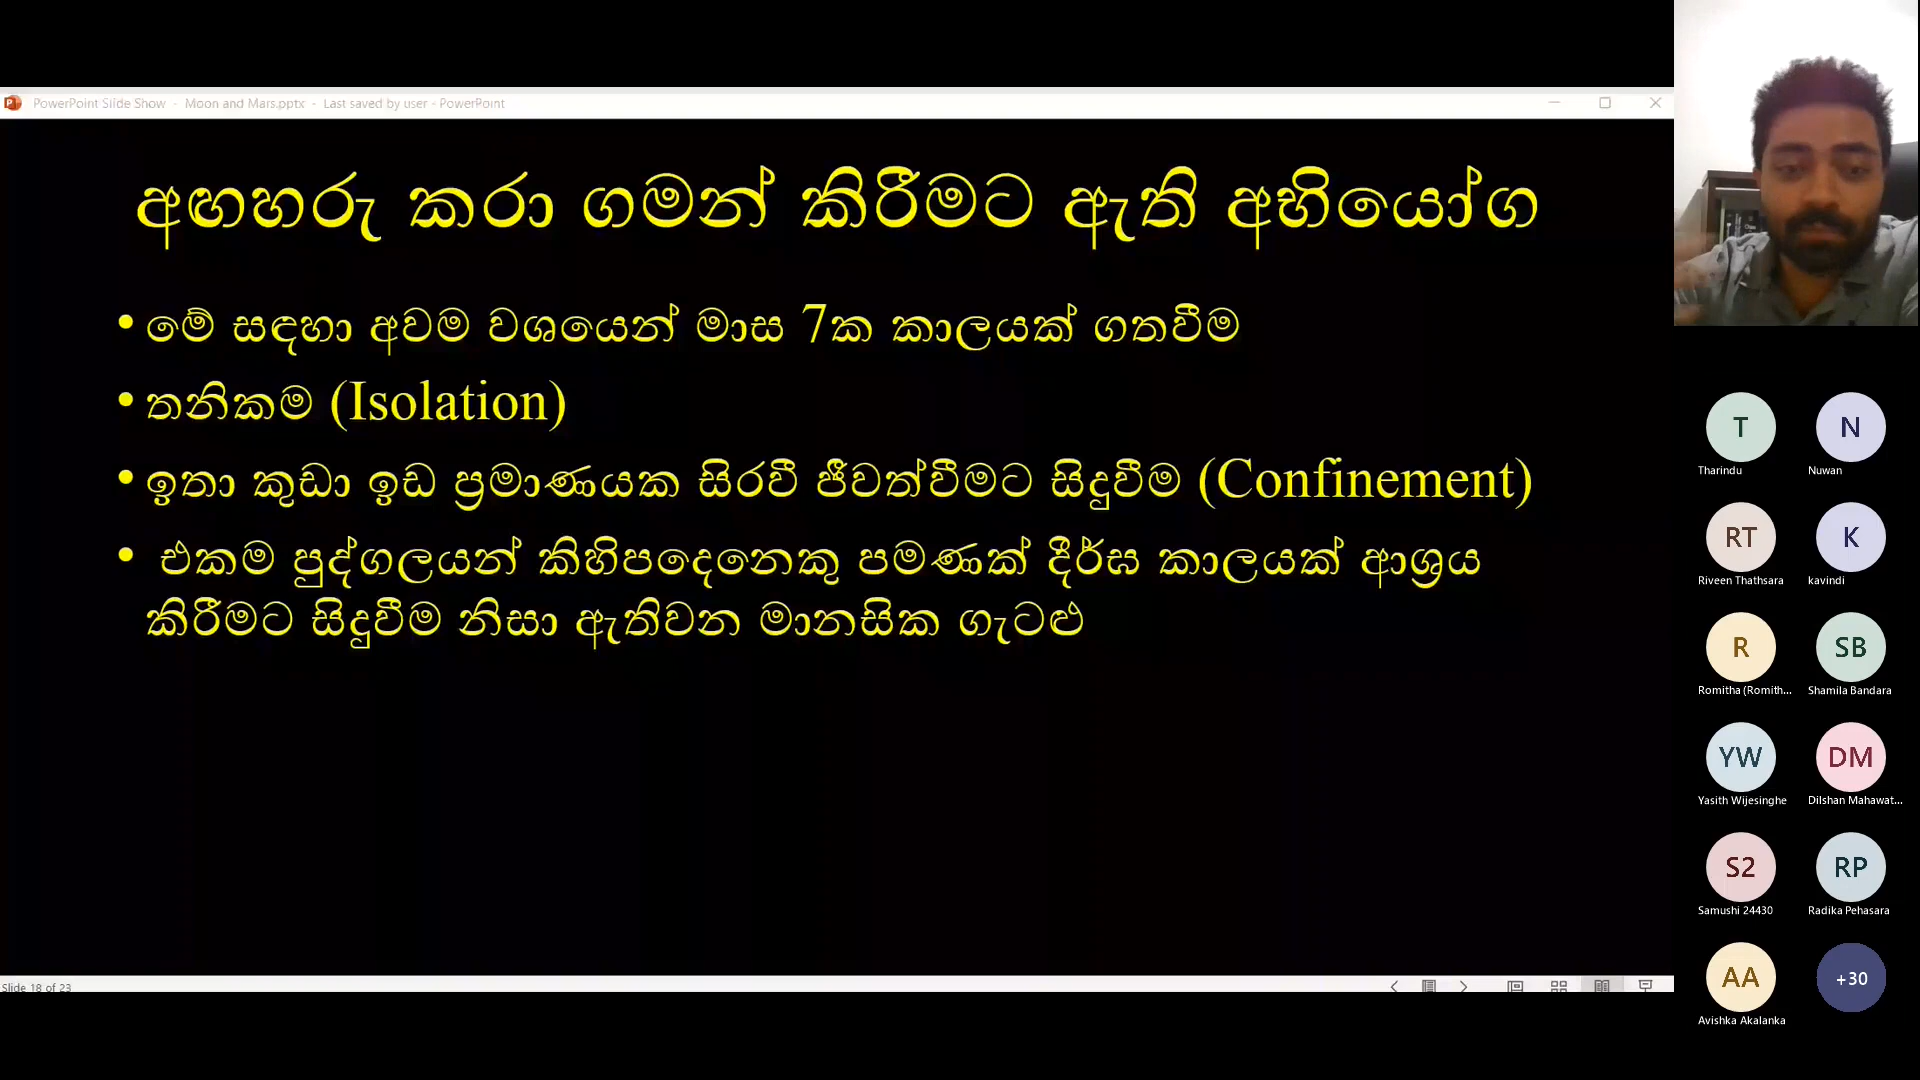 PowerPoint Slide Show - Moon and Mars.pptx - Last saved by user - PowerPoint
අඟහරු කරා ගමන් කිරීමට ඇති අභියෝග
• මේ සඳහා අවම වශයෙන් මාස 7ක කාලයක් ගතවීම
• තනිකම (Isolation)
• ඉතා කුඩා ඉඩ ප්‍රමාණයක සිරවී ජීවත්වීමට සිදුවීම (Confinement)
• එකම පුද්ගලයන් කිහිපදෙනෙකු පමණක් දීර්ඝ කාලයක් ආශ්‍රය
කිරීමට සිදුවීම නිසා ඇතිවන මානසික ගැටළු
Slide 18 of 23
T N
Tharindu Nuwan
RT K
Riveen Thathsara kavindi
R SB
Romitha (Romith... Shamila Bandara
YW DM
Yasith Wijesinghe Dilshan Mahawat...
S2 RP
Samushi 24430 Radika Pehasara
AA +30
Avishka Akalanka